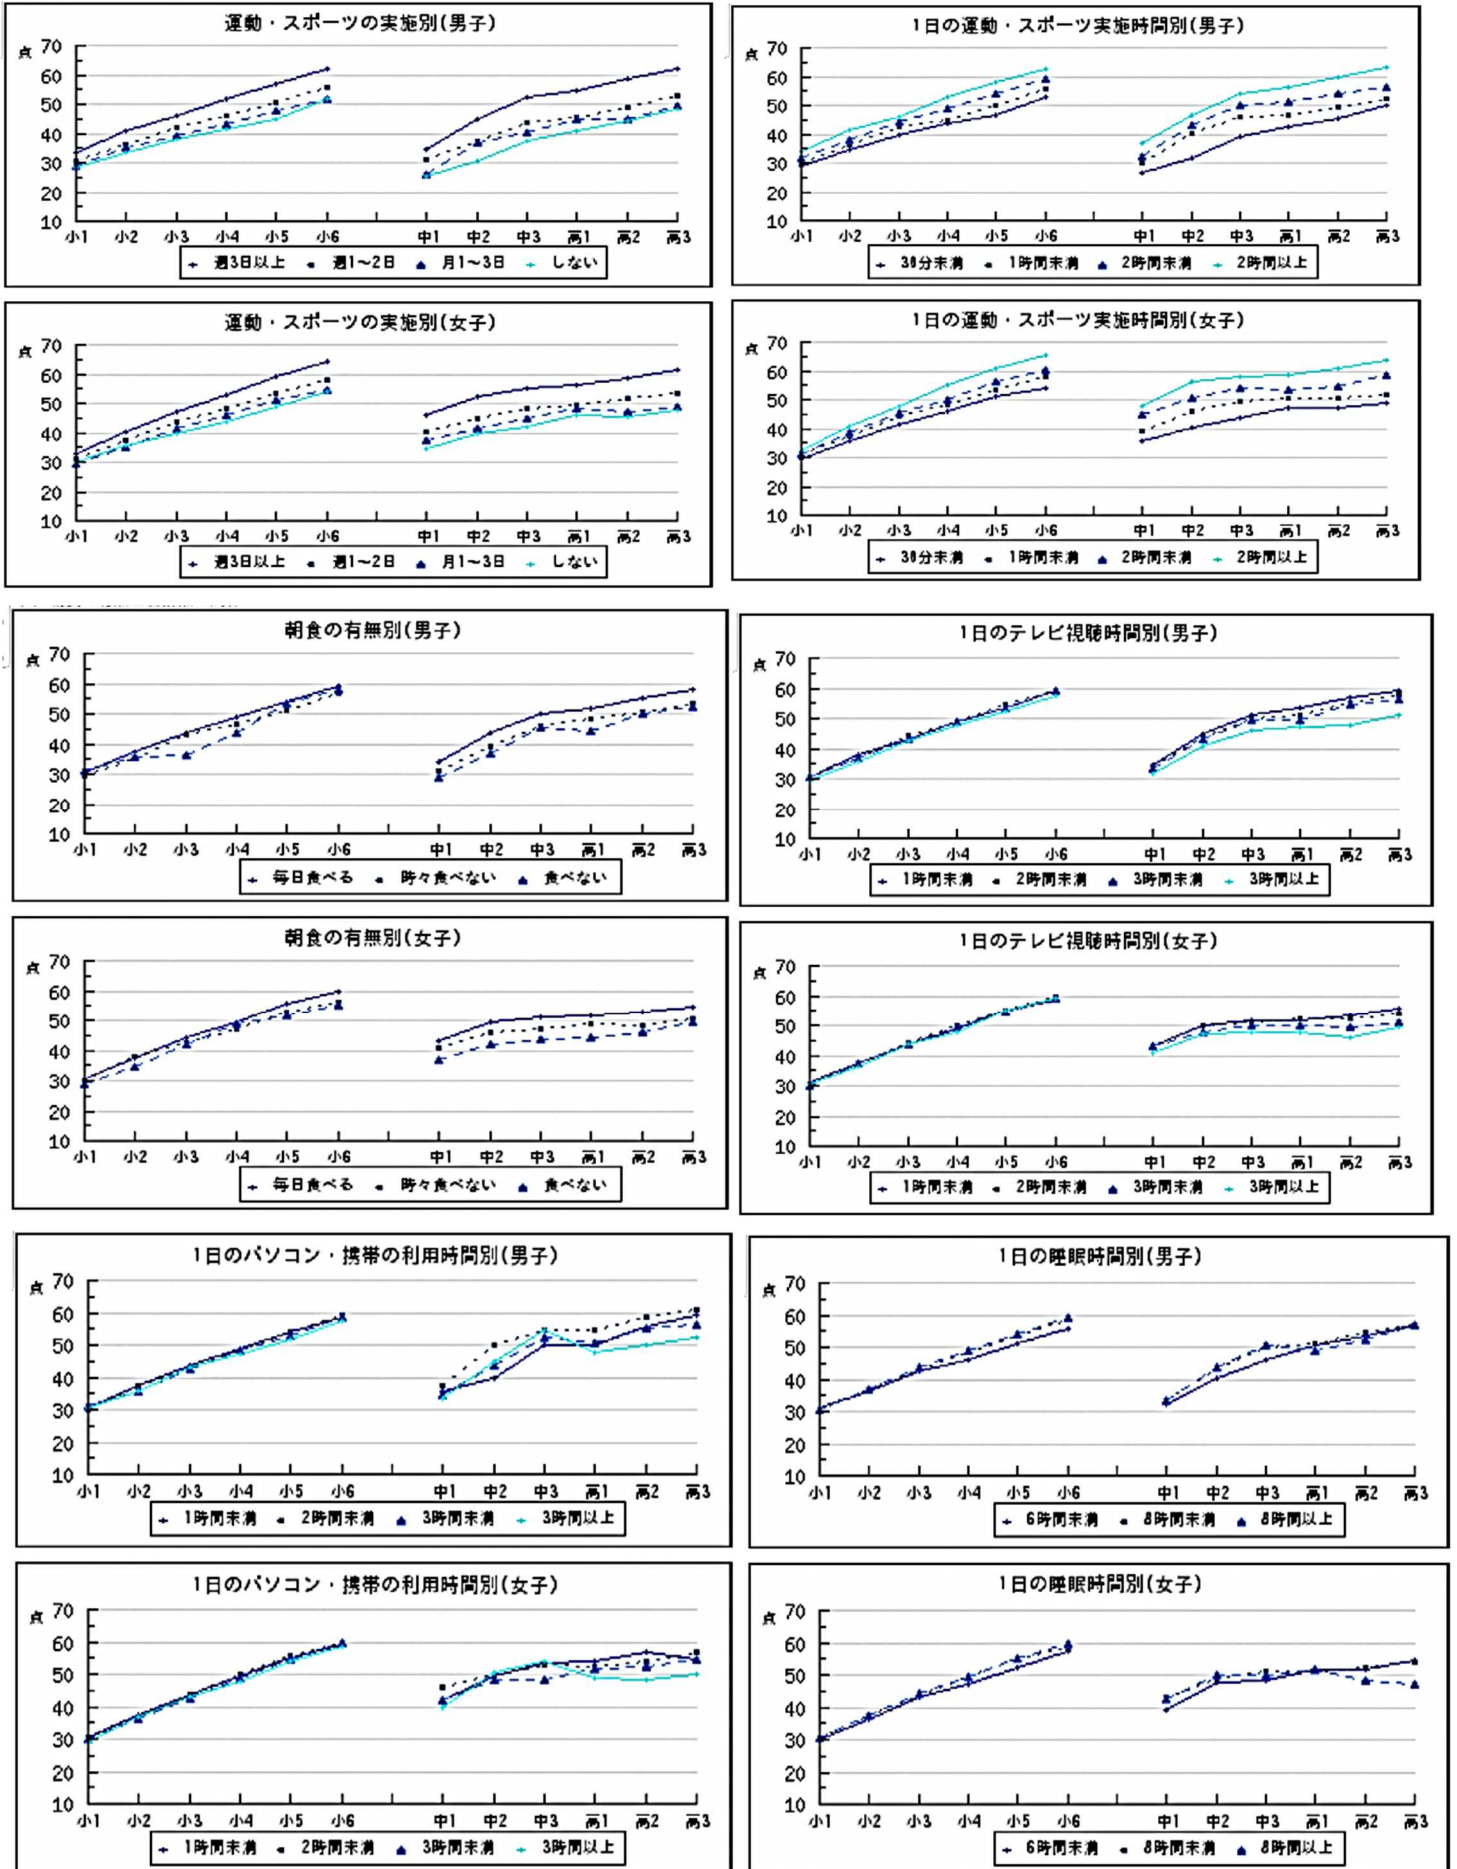 運動・スポーツの実施別(男子)
点
70
60
50
40
30
20
10
小1 小2 小3 小4 小5 小6 中1 中2 中3 高1 高2 高3
週3日以上 週1～2日 月1～3日 しない
1日の運動・スポーツ実施時間別(男子)
点
70
60
50
40
30
20
10
小1 小2 小3 小4 小5 小6 中1 中2 中3 高1 高2 高3
30分未満 1時間未満 2時間未満 2時間以上
運動・スポーツの実施別(女子)
点
70
60
50
40
30
20
10
小1 小2 小3 小4 小5 小6 中1 中2 中3 高1 高2 高3
週3日以上 週1～2日 月1～3日 しない
1日の運動・スポーツ実施時間別(女子)
点
70
60
50
40
30
20
10
小1 小2 小3 小4 小5 小6 中1 中2 中3 高1 高2 高3
30分未満 1時間未満 2時間未満 2時間以上
朝食の有無別(男子)
点
70
60
50
40
30
20
10
小1 小2 小3 小4 小5 小6 中1 中2 中3 高1 高2 高3
毎日食べる 時々食べない 食べない
1日のテレビ視聴時間別(男子)
点
70
60
50
40
30
20
10
小1 小2 小3 小4 小5 小6 中1 中2 中3 高1 高2 高3
1時間未満 2時間未満 3時間未満 3時間以上
朝食の有無別(女子)
点
70
60
50
40
30
20
10
小1 小2 小3 小4 小5 小6 中1 中2 中3 高1 高2 高3
毎日食べる 時々食べない 食べない
1日のテレビ視聴時間別(女子)
点
70
60
50
40
30
20
10
小1 小2 小3 小4 小5 小6 中1 中2 中3 高1 高2 高3
1時間未満 2時間未満 3時間未満 3時間以上
1日のパソコン・携帯の利用時間別(男子)
点
70
60
50
40
30
20
10
小1 小2 小3 小4 小5 小6 中1 中2 中3 高1 高2 高3
1時間未満 2時間未満 3時間未満 3時間以上
1日の睡眠時間別(男子)
点
70
60
50
40
30
20
10
小1 小2 小3 小4 小5 小6 中1 中2 中3 高1 高2 高3
6時間未満 8時間未満 8時間以上
1日のパソコン・携帯の利用時間別(女子)
点
70
60
50
40
30
20
10
小1 小2 小3 小4 小5 小6 中1 中2 中3 高1 高2 高3
1時間未満 2時間未満 3時間未満 3時間以上
1日の睡眠時間別(女子)
点
70
60
50
40
30
20
10
小1 小2 小3 小4 小5 小6 中1 中2 中3 高1 高2 高3
6時間未満 8時間未満 8時間以上